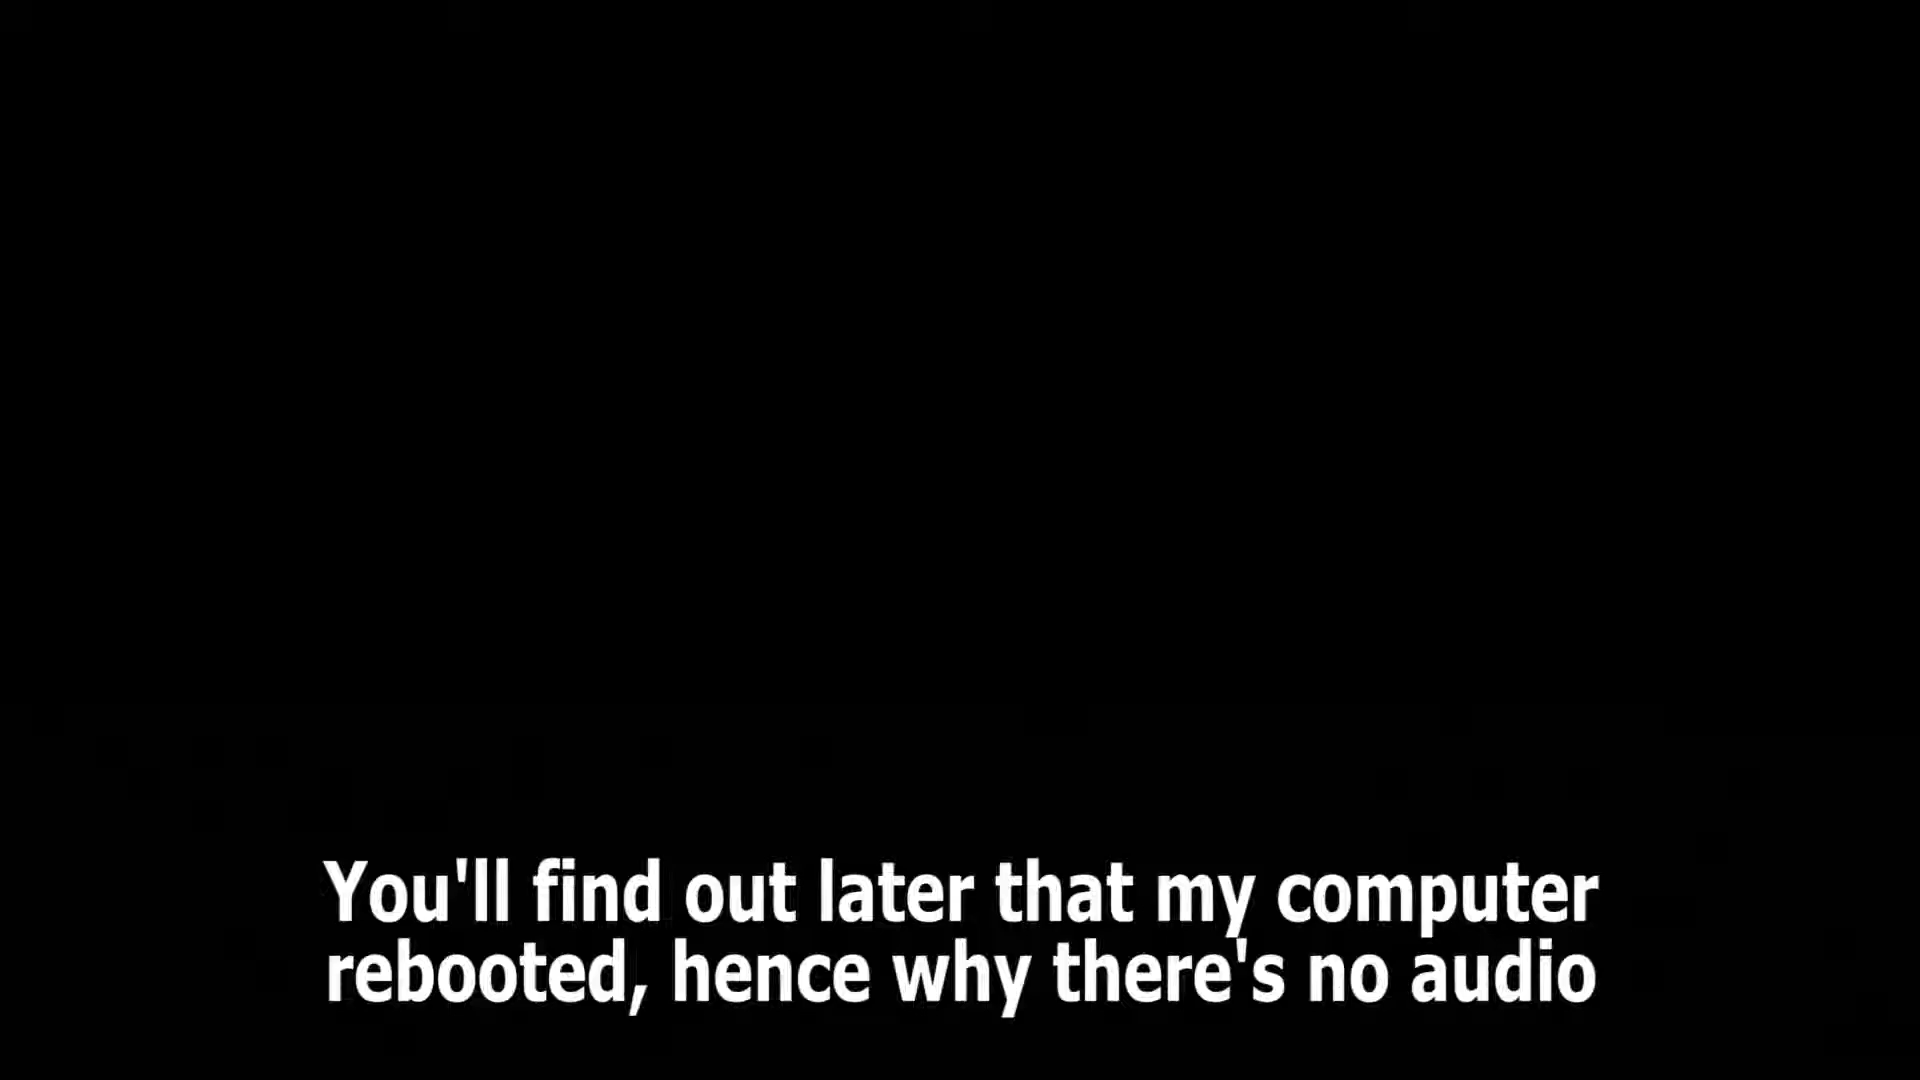 You'll find out later that my computer
rebooted, hence why there's no audio